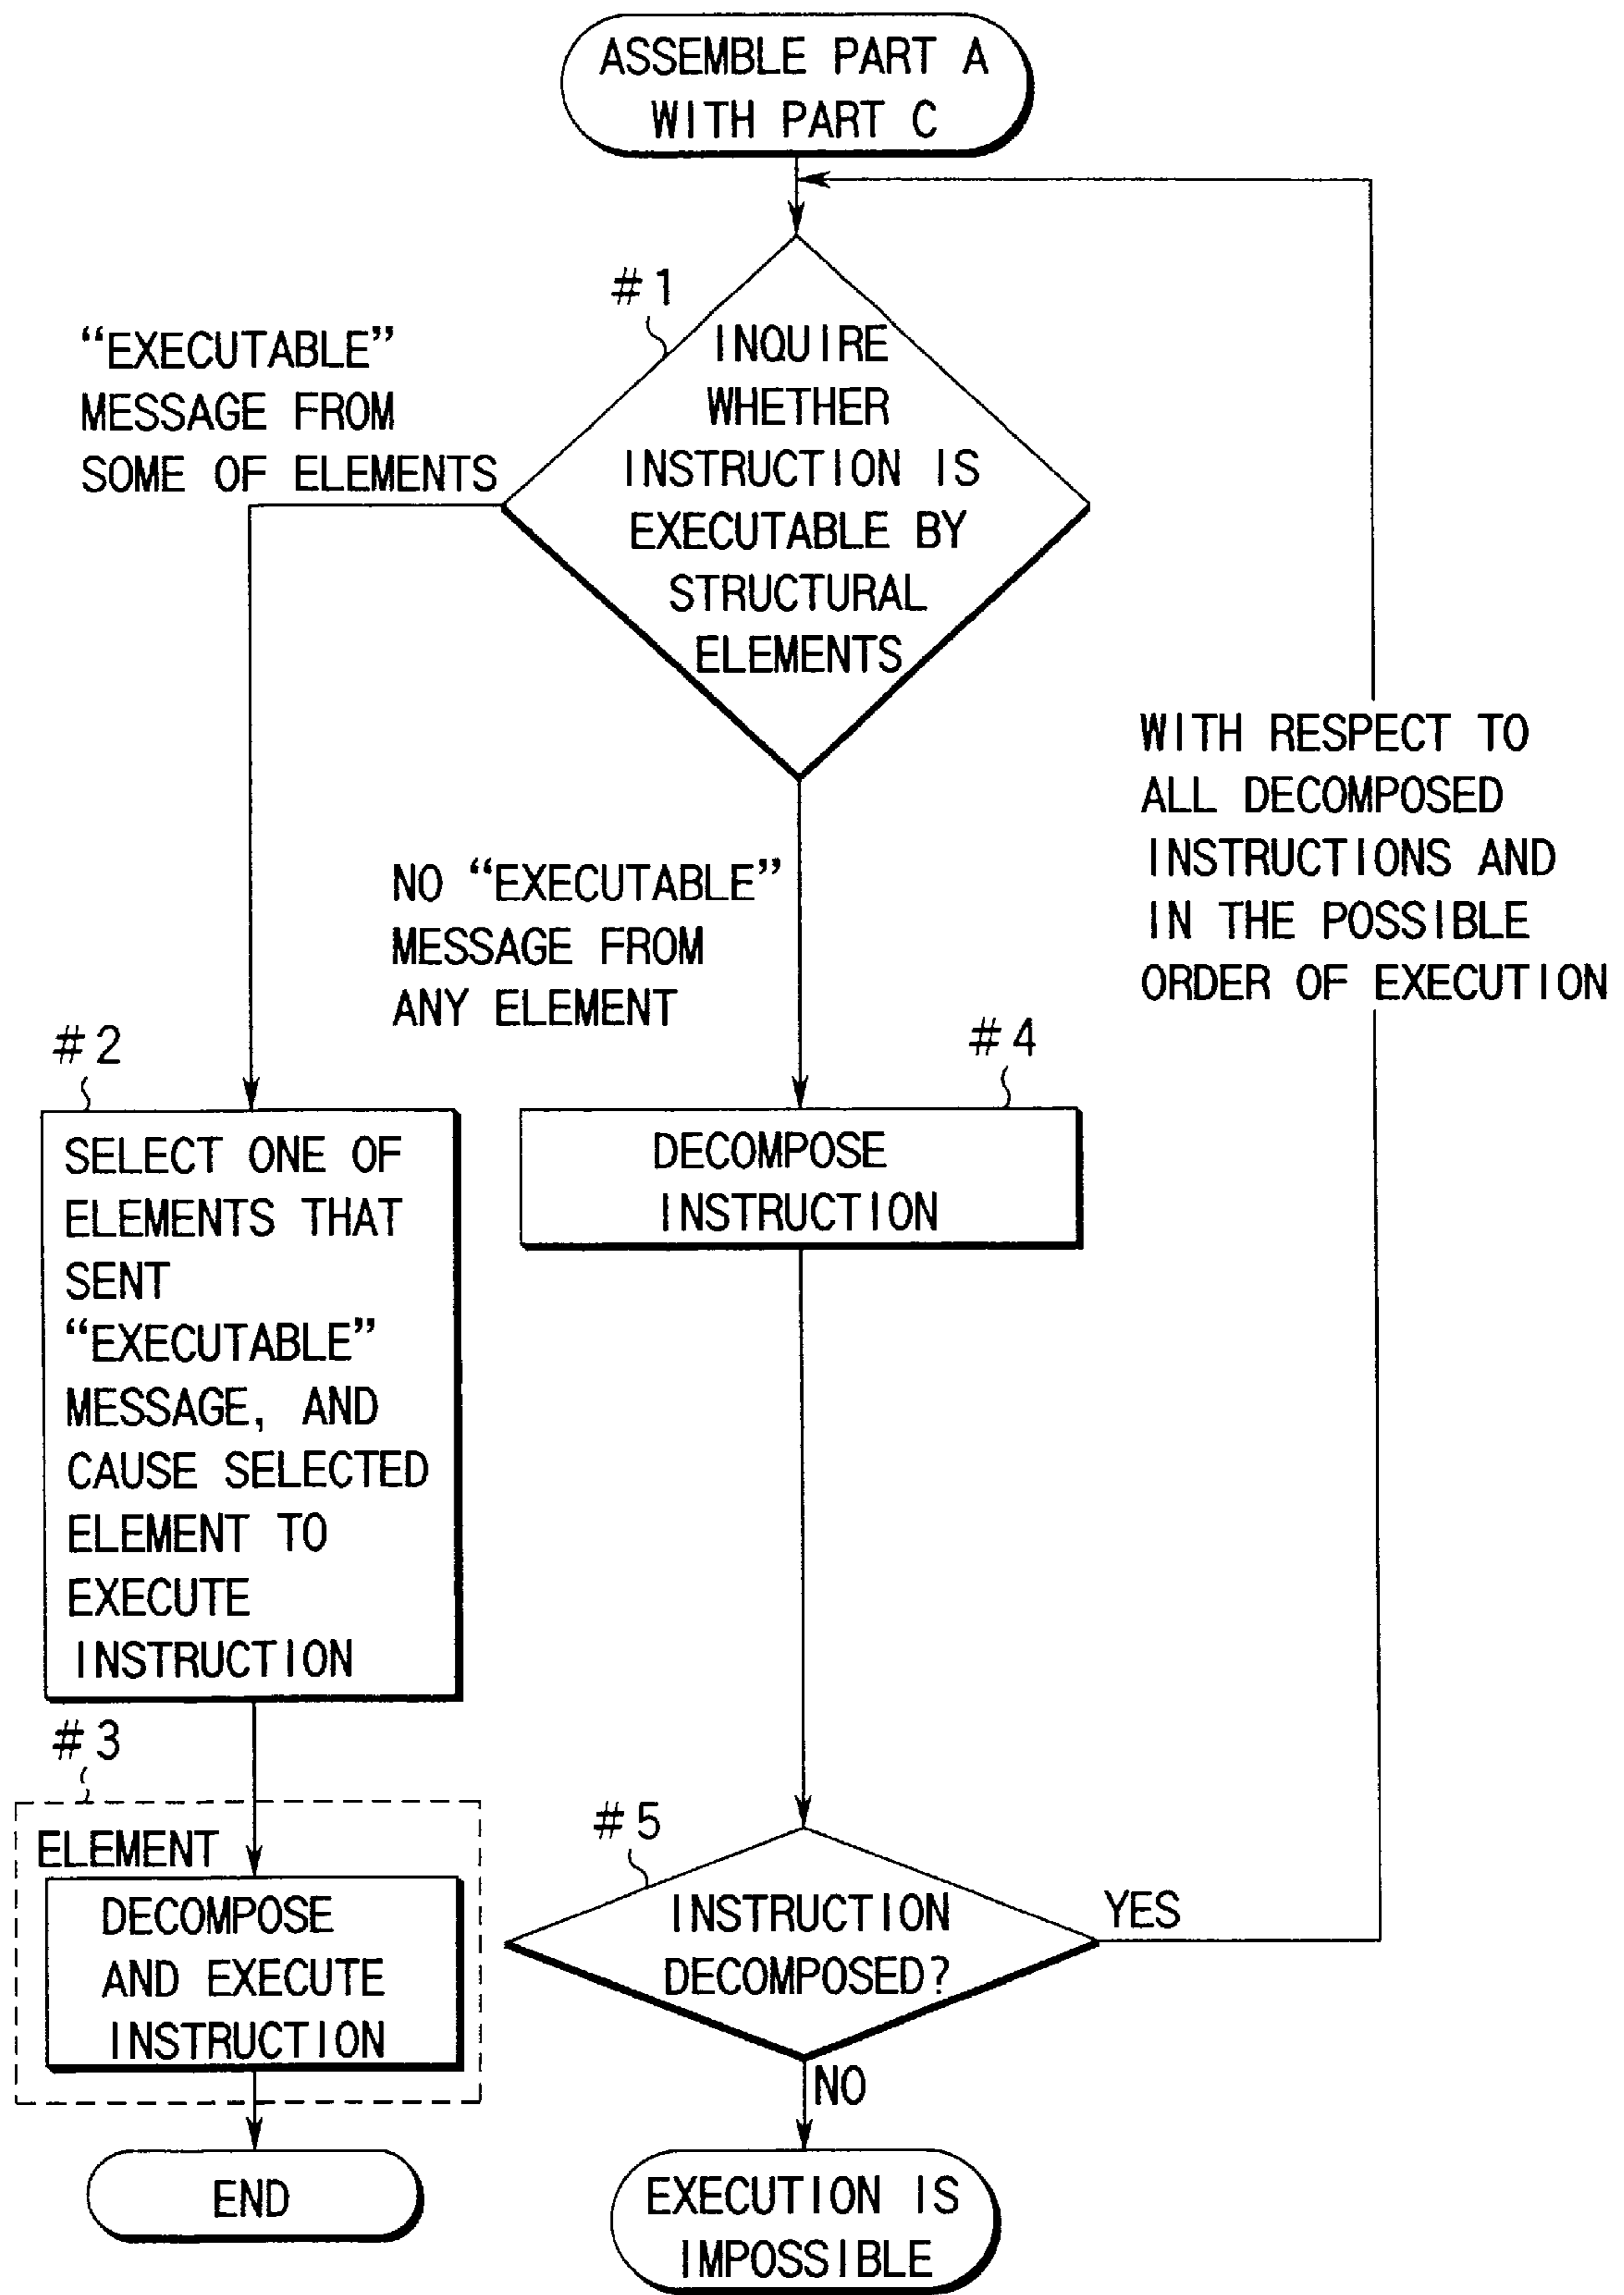 ASSEMBLE PART A
WITH PART C
#1
INQUIRE
WHETHER
INSTRUCTION IS
EXECUTABLE BY
STRUCTURAL
ELEMENTS
“EXECUTABLE”
MESSAGE FROM
SOME OF ELEMENTS
NO “EXECUTABLE”
MESSAGE FROM
ANY ELEMENT
WITH RESPECT TO
ALL DECOMPOSED
INSTRUCTIONS AND
IN THE POSSIBLE
ORDER OF EXECUTION
#2
SELECT ONE OF
ELEMENTS THAT
SENT
“EXECUTABLE”
MESSAGE, AND
CAUSE SELECTED
ELEMENT TO
EXECUTE
INSTRUCTION
#4
DECOMPOSE
INSTRUCTION
#3
ELEMENT
DECOMPOSE
AND EXECUTE
INSTRUCTION
END
#5
INSTRUCTION
DECOMPOSED?
YES
NO
EXECUTION IS
IMPOSSIBLE